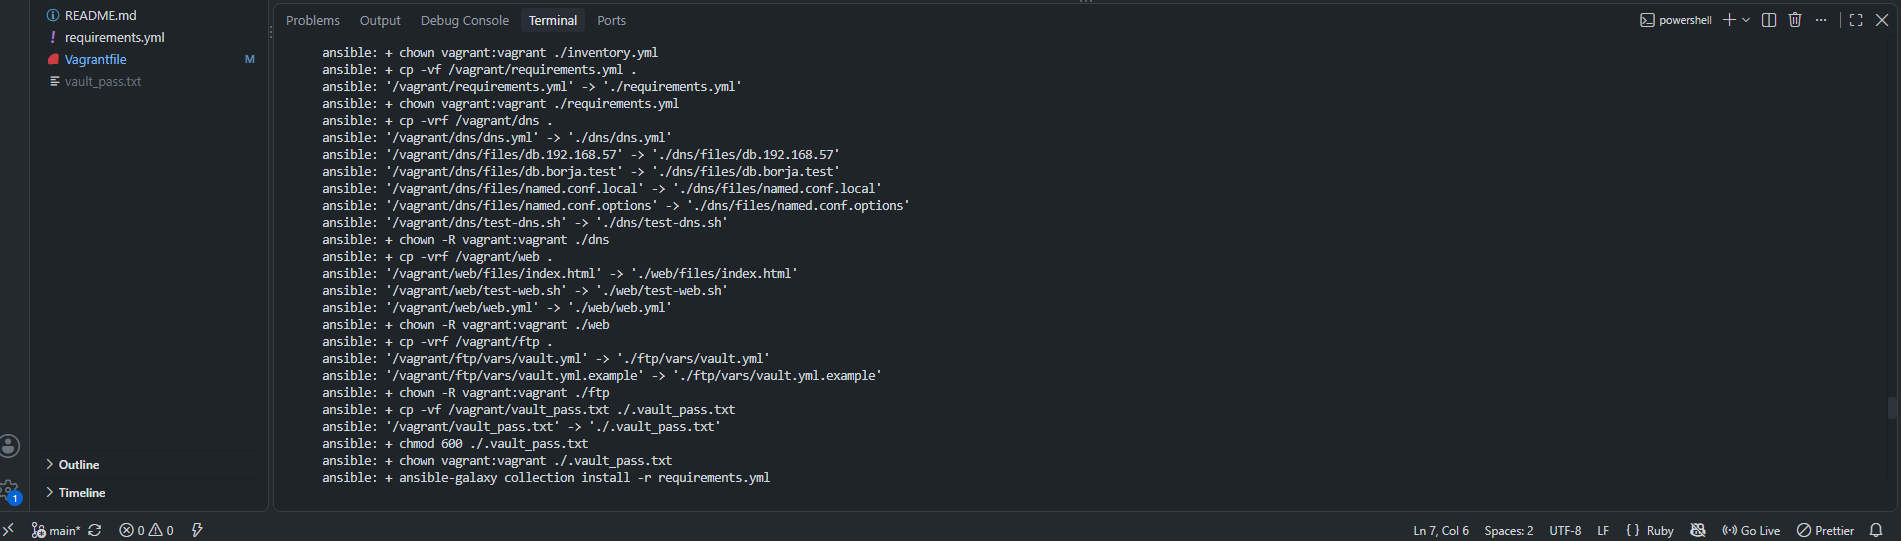 README.md
requirements.yml
Vagrantfile M
vault_pass.txt
Outline
Timeline
Problems Output Debug Console Terminal Ports
powershell
ansible: + chown vagrant:vagrant ./inventory.yml
ansible: + cp -vf /vagrant/requirements.yml .
ansible: '/vagrant/requirements.yml' -> './requirements.yml'
ansible: + chown vagrant:vagrant ./requirements.yml
ansible: + cp -vrf /vagrant/dns .
ansible: '/vagrant/dns/dns.yml' -> './dns/dns.yml'
ansible: '/vagrant/dns/files/db.192.168.57' -> './dns/files/db.192.168.57'
ansible: '/vagrant/dns/files/db.borja.test' -> './dns/files/db.borja.test'
ansible: '/vagrant/dns/files/named.conf.local' -> './dns/files/named.conf.local'
ansible: '/vagrant/dns/files/named.conf.options' -> './dns/files/named.conf.options'
ansible: '/vagrant/dns/test-dns.sh' -> './dns/test-dns.sh'
ansible: + chown -R vagrant:vagrant ./dns
ansible: + cp -vrf /vagrant/web .
ansible: '/vagrant/web/files/index.html' -> './web/files/index.html'
ansible: '/vagrant/web/test-web.sh' -> './web/test-web.sh'
ansible: '/vagrant/web/web.yml' -> './web/web.yml'
ansible: + chown -R vagrant:vagrant ./web
ansible: + cp -vrf /vagrant/ftp .
ansible: '/vagrant/ftp/vars/vault.yml' -> './ftp/vars/vault.yml'
ansible: '/vagrant/ftp/vars/vault.yml.example' -> './ftp/vars/vault.yml.example'
ansible: + chown -R vagrant:vagrant ./ftp
ansible: + cp -vf /vagrant/vault_pass.txt ./.vault_pass.txt
ansible: '/vagrant/vault_pass.txt' -> './.vault_pass.txt'
ansible: + chmod 600 ./.vault_pass.txt
ansible: + chown vagrant:vagrant ./.vault_pass.txt
ansible: + ansible-galaxy collection install -r requirements.yml
1
main* 0 0
Ln 7, Col 6 Spaces: 2 UTF-8 LF { } Ruby Go Live Prettier